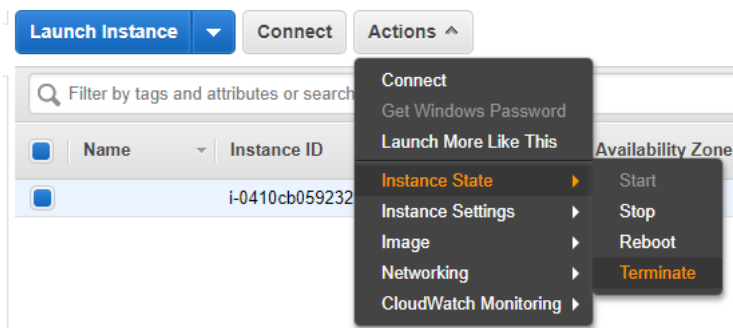 Launch Instance Connect Actions
Connect
Filter by tags and attributes or search
Get Windows Password
Launch More Like This
Name Instance ID Availability Zone
Instance State Start
i-0410cb059232
Instance Settings Stop
Image Reboot
Networking Terminate
CloudWatch Monitoring